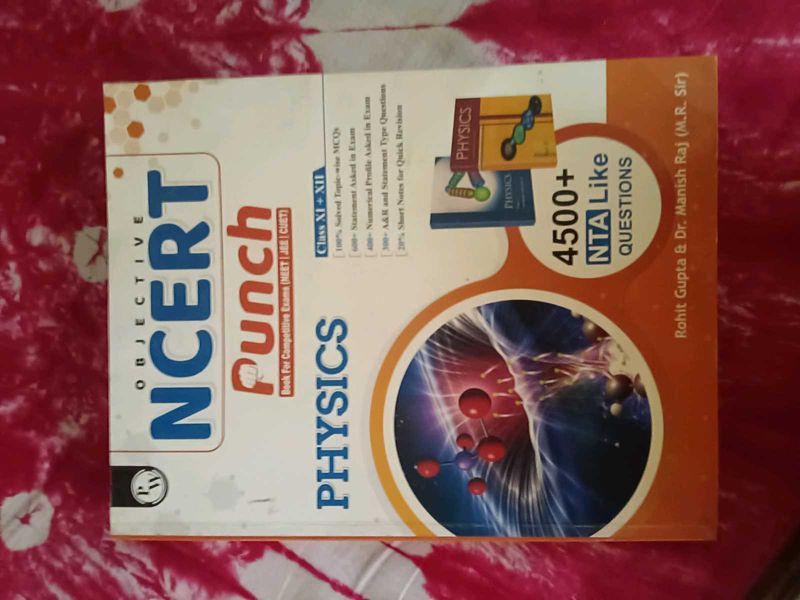 PW
OBJECTIVE
NCERT
Punch
Book For Competitive Exams (NEET | JEE | CUET)
PHYSICS
Class XI + XII
100% Solved Topic-wise MCQs
600+ Statement Asked in Exam
400+ Numerical Profile Asked in Exam
300+ A&R and Statement Type Questions
20% Short Notes for Quick Revision
PHYSICS
PHYSICS
4500+
NTA Like
QUESTIONS
Rohit Gupta & Dr. Manish Raj (M.R. Sir)